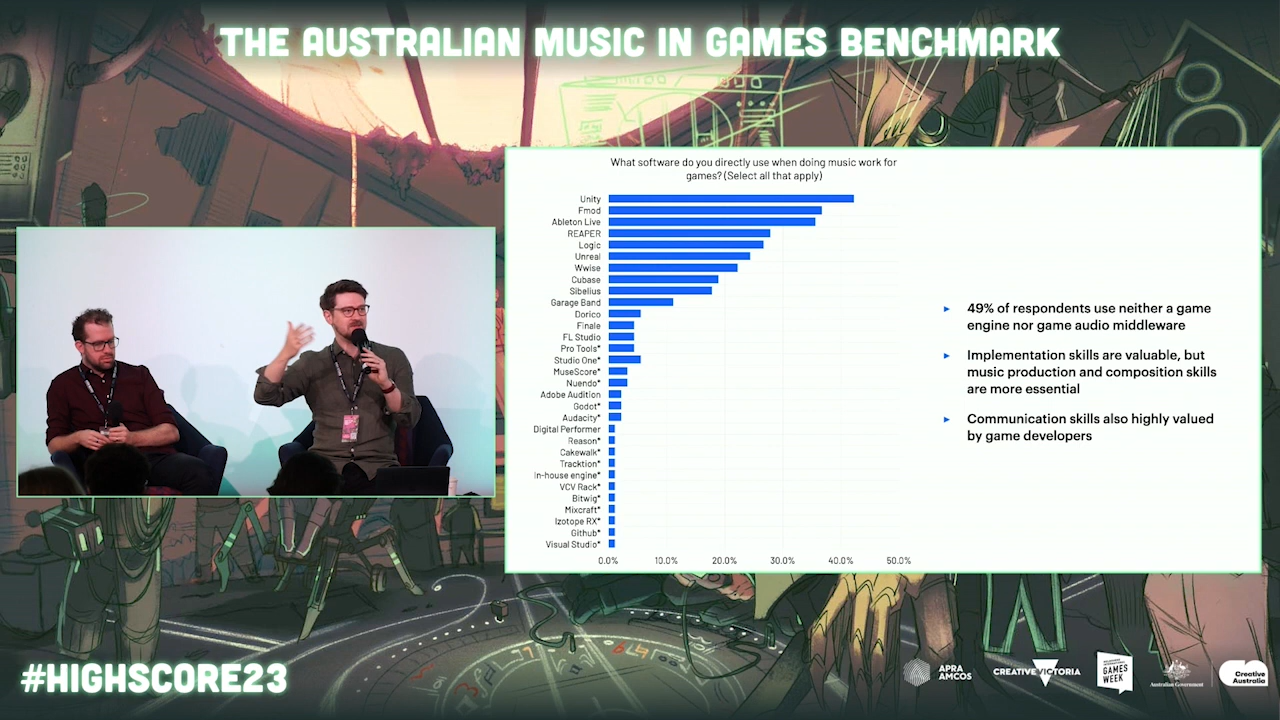 THE AUSTRALIAN MUSIC IN GAMES BENCHMARK
What software do you directly use when doing music work for
games? (Select all that apply)
Unity
Fmod
Ableton Live
REAPER
Logic
Unreal
Wwise
Cubase
Sibelius
Garage Band
Dorico
Finale
FL Studio
Pro Tools*
Studio One*
MuseScore*
Nuendo*
Adobe Audition
Godot*
Audacity*
Digital Performer
Reason*
Cakewalk*
Tracktion*
In-house engine*
VCV Rack*
Bitwig*
Mixcraft*
Izotope RX*
Github*
Visual Studio*
0.0% 10.0% 20.0% 30.0% 40.0% 50.0%
49% of respondents use neither a game
engine nor game audio middleware
Implementation skills are valuable, but
music production and composition skills
are more essential
Communication skills also highly valued
by game developers
#HIGHSCORE23
APRA
AMCOS
CREATIVE VICTORIA
GAMES
WEEK
Australian Government
Creative
Australia